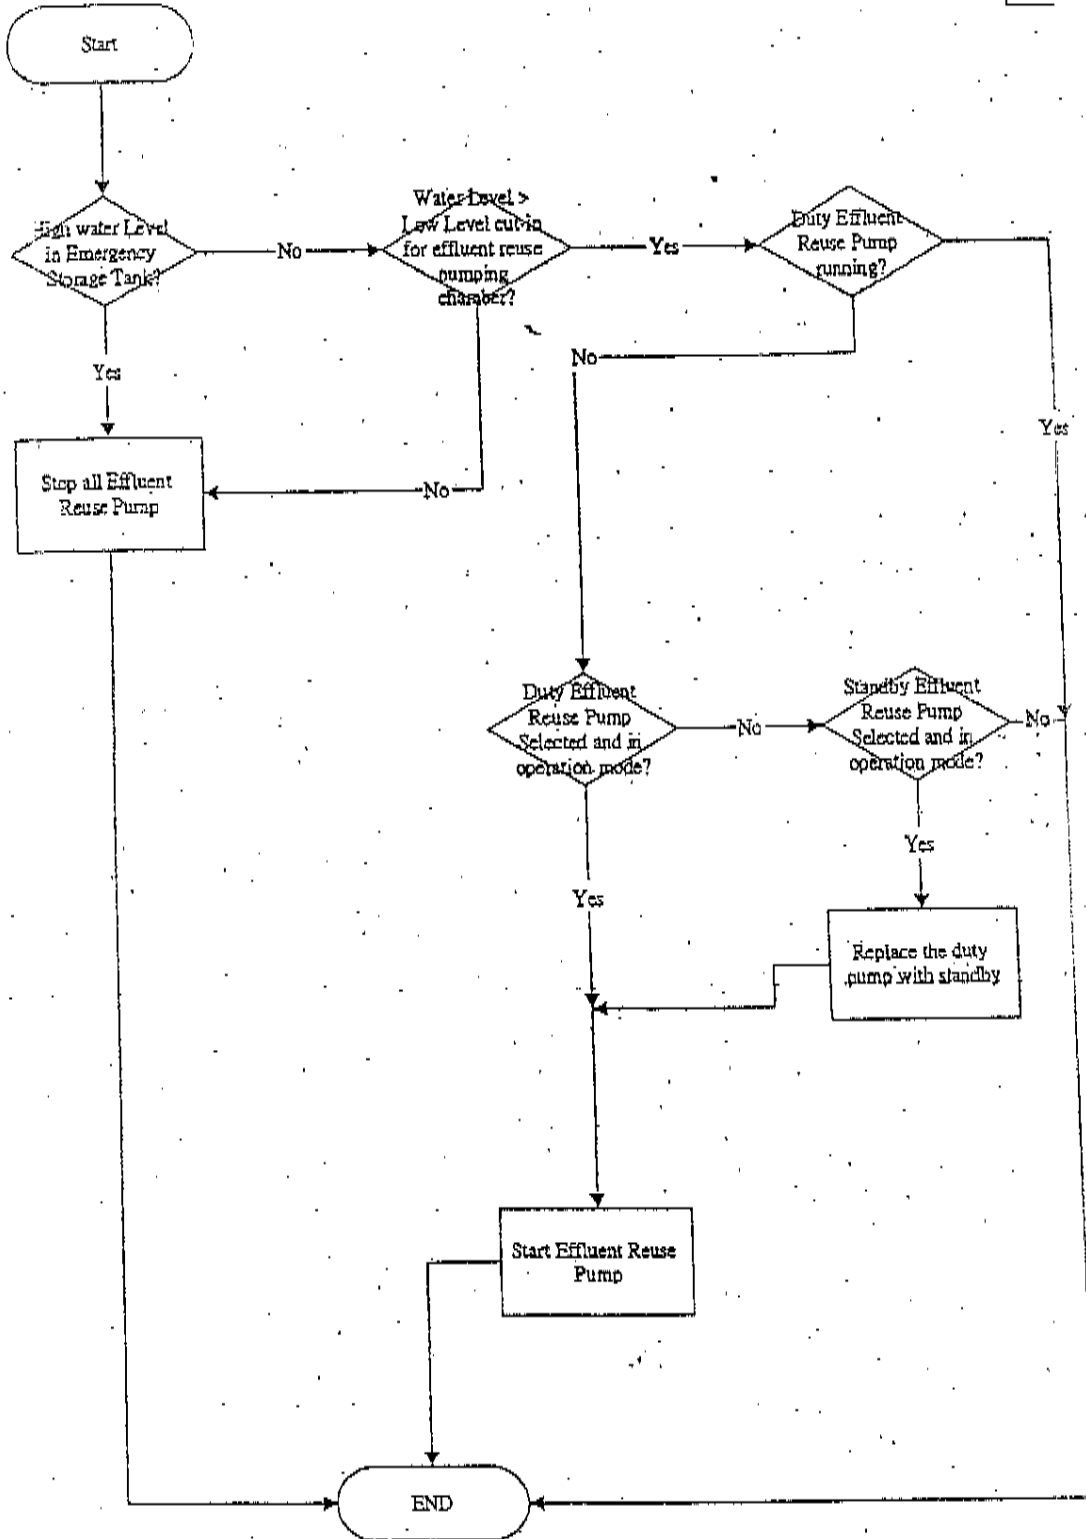 Start
High water Level
in Emergency
Storage Tank?
No
Water Level >
Low Level cut-in
for effluent reuse
pumping
chamber?
Yes
Duty Effluent
Reuse Pump
running?
No
Yes
Yes
Stop all Effluent
Reuse Pump
No
Duty Effluent
Reuse Pump
Selected and in
operation mode?
No
Standby Effluent
Reuse Pump
Selected and in
operation mode?
No
Yes
Yes
Replace the duty
pump with standby
Start Effluent Reuse
Pump
END